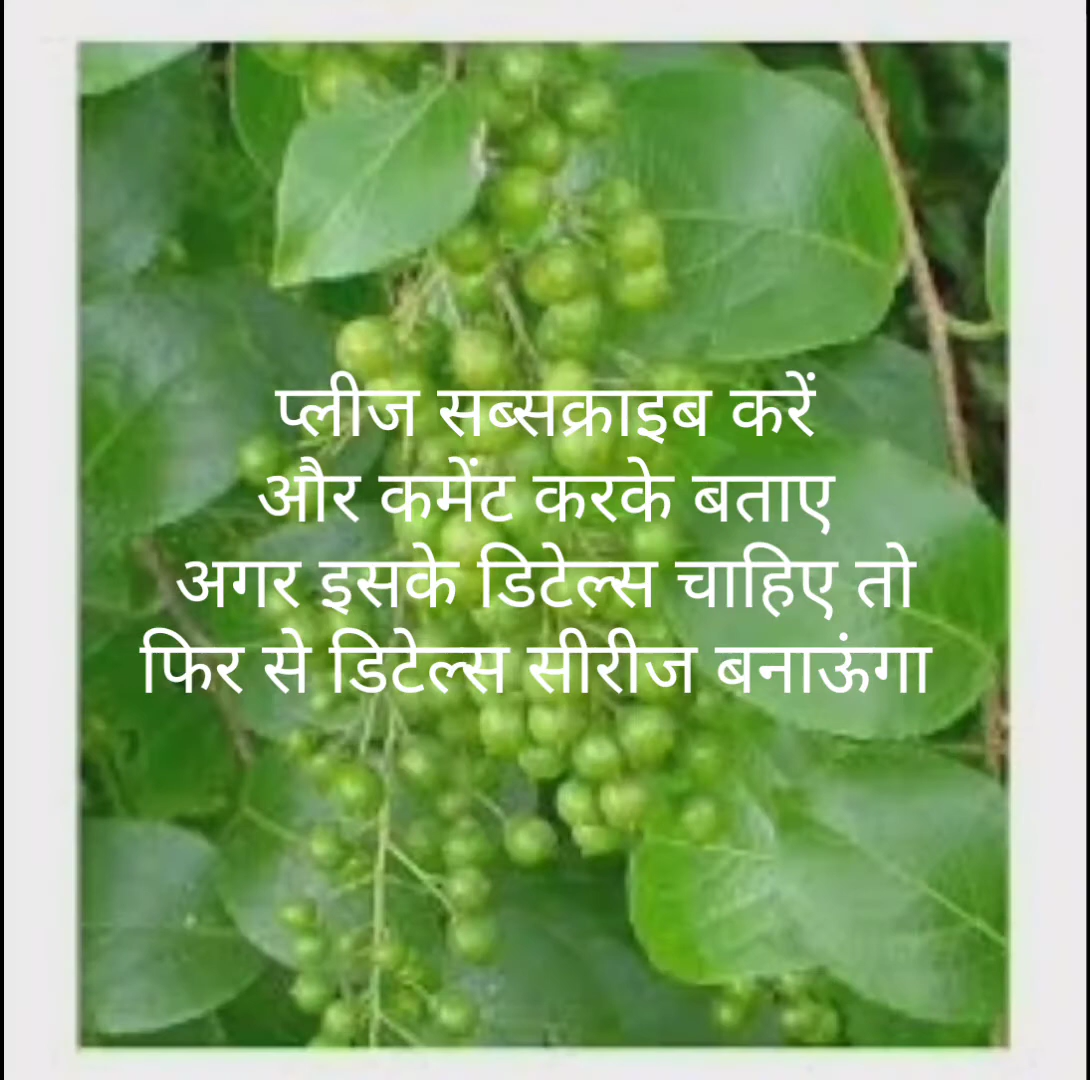 प्लीज सब्सक्राइब करें
और कमेंट करके बताए
अगर इसके डिटेल्स चाहिए तो
फिर से डिटेल्स सीरीज बनाऊंगा